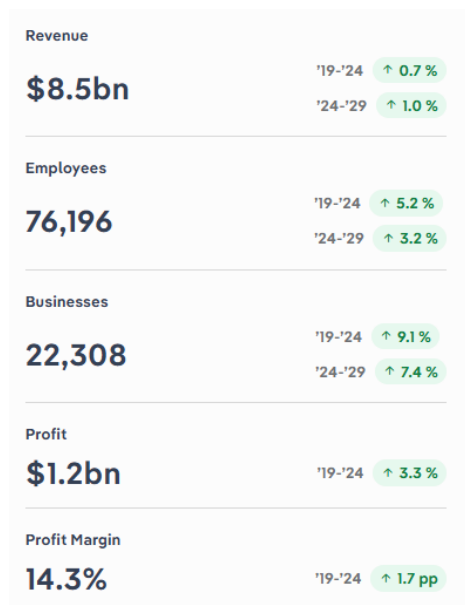 Revenue
$8.5bn
’19-’24 ↑ 0.7 %
’24-’29 ↑ 1.0 %
Employees
76,196
’19-’24 ↑ 5.2 %
’24-’29 ↑ 3.2 %
Businesses
22,308
’19-’24 ↑ 9.1 %
’24-’29 ↑ 7.4 %
Profit
$1.2bn
’19-’24 ↑ 3.3 %
Profit Margin
14.3%
’19-’24 ↑ 1.7 pp